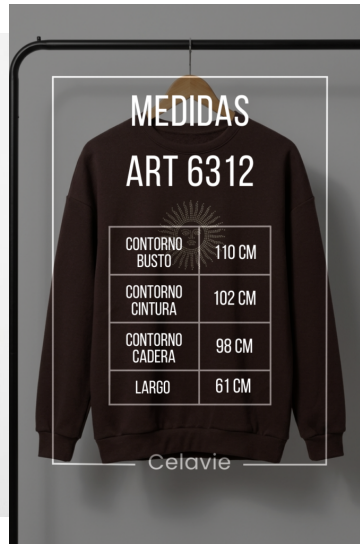 MEDIDAS
ART 6312
CONTORNO
BUSTO
110 CM
CONTORNO
CINTURA
102 CM
CONTORNO
CADERA
98 CM
LARGO
61 CM
Celavie